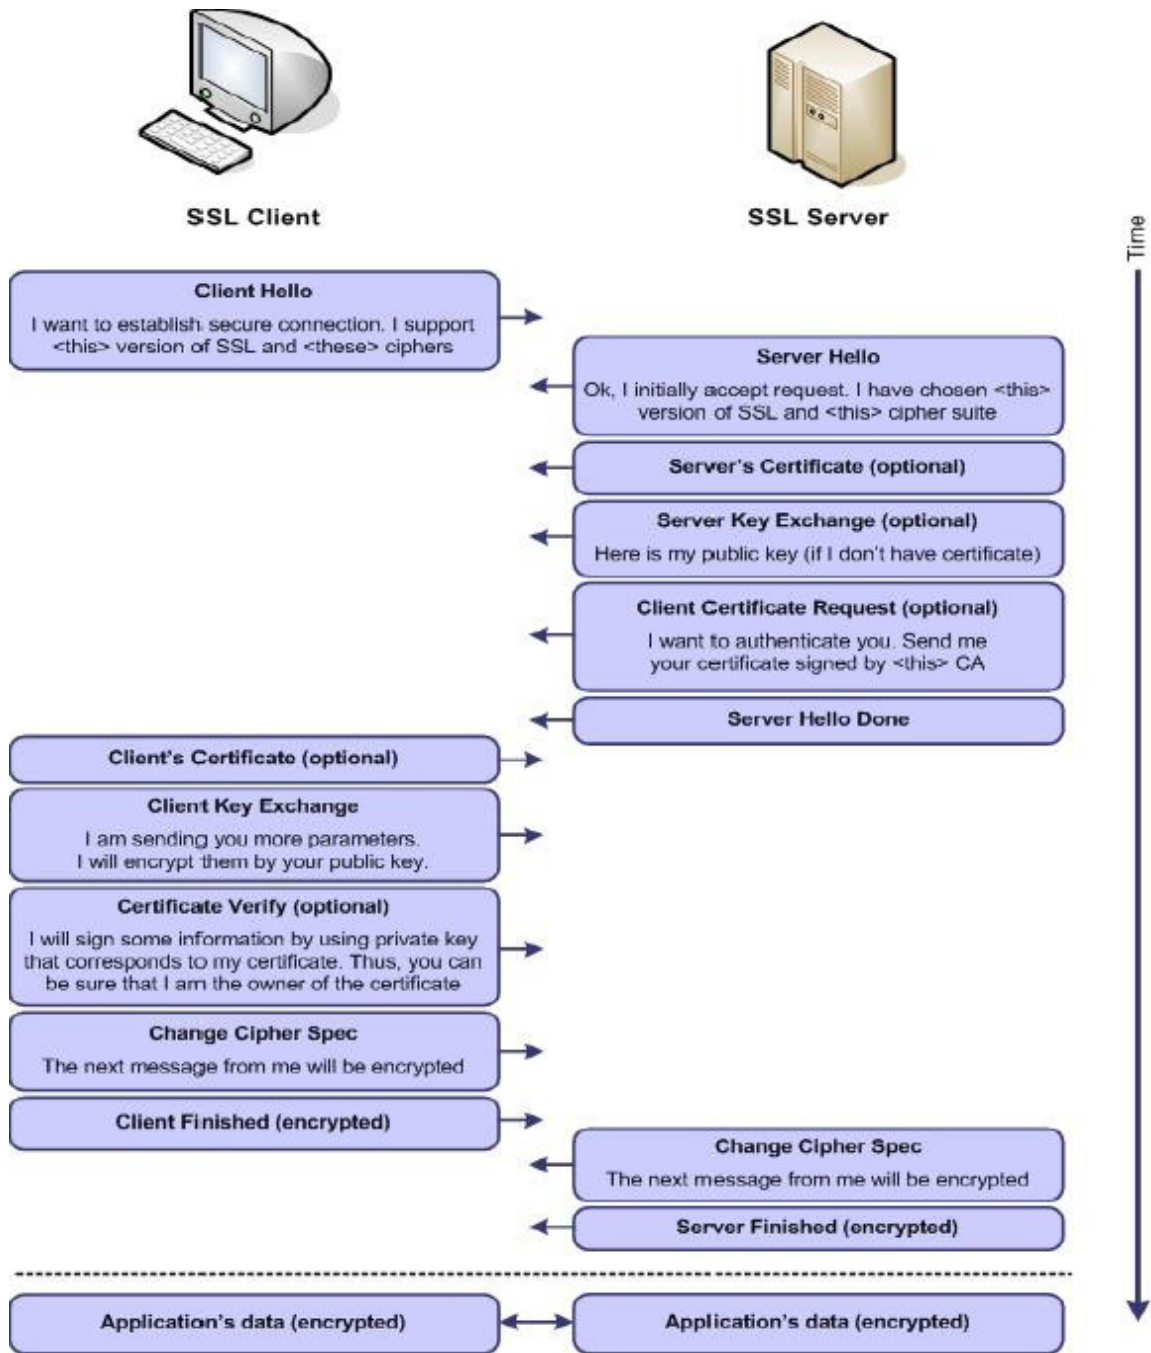 SSL Client
SSL Server
Time
Client Hello
I want to establish secure connection. I support
<this> version of SSL and <these> ciphers
Server Hello
Ok, I initially accept request. I have chosen <this>
version of SSL and <this> cipher suite
Server's Certificate (optional)
Server Key Exchange (optional)
Here is my public key (if I don't have certificate)
Client Certificate Request (optional)
I want to authenticate you. Send me
your certificate signed by <this> CA
Server Hello Done
Client's Certificate (optional)
Client Key Exchange
I am sending you more parameters.
I will encrypt them by your public key.
Certificate Verify (optional)
I will sign some information by using private key
that corresponds to my certificate. Thus, you can
be sure that I am the owner of the certificate
Change Cipher Spec
The next message from me will be encrypted
Client Finished (encrypted)
Change Cipher Spec
The next message from me will be encrypted
Server Finished (encrypted)
Application's data (encrypted)
Application's data (encrypted)